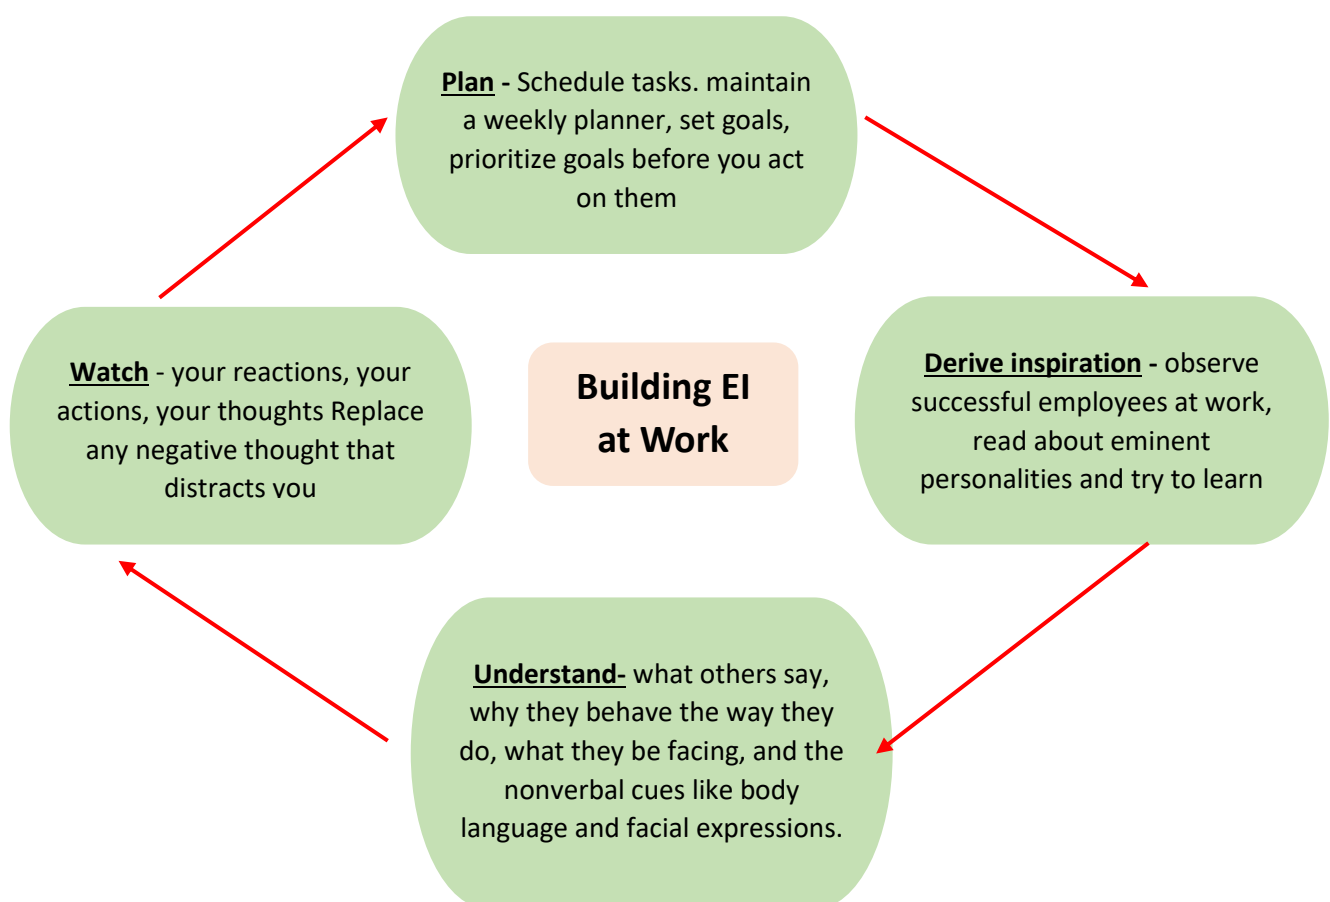 Plan - Schedule tasks. maintain
a weekly planner, set goals,
prioritize goals before you act
on them
Watch - your reactions, your
actions, your thoughts Replace
any negative thought that
distracts vou
Building EI
at Work
Derive inspiration - observe
successful employees at work,
read about eminent
personalities and try to learn
Understand- what others say,
why they behave the way they
do, what they be facing, and the
nonverbal cues like body
language and facial expressions.